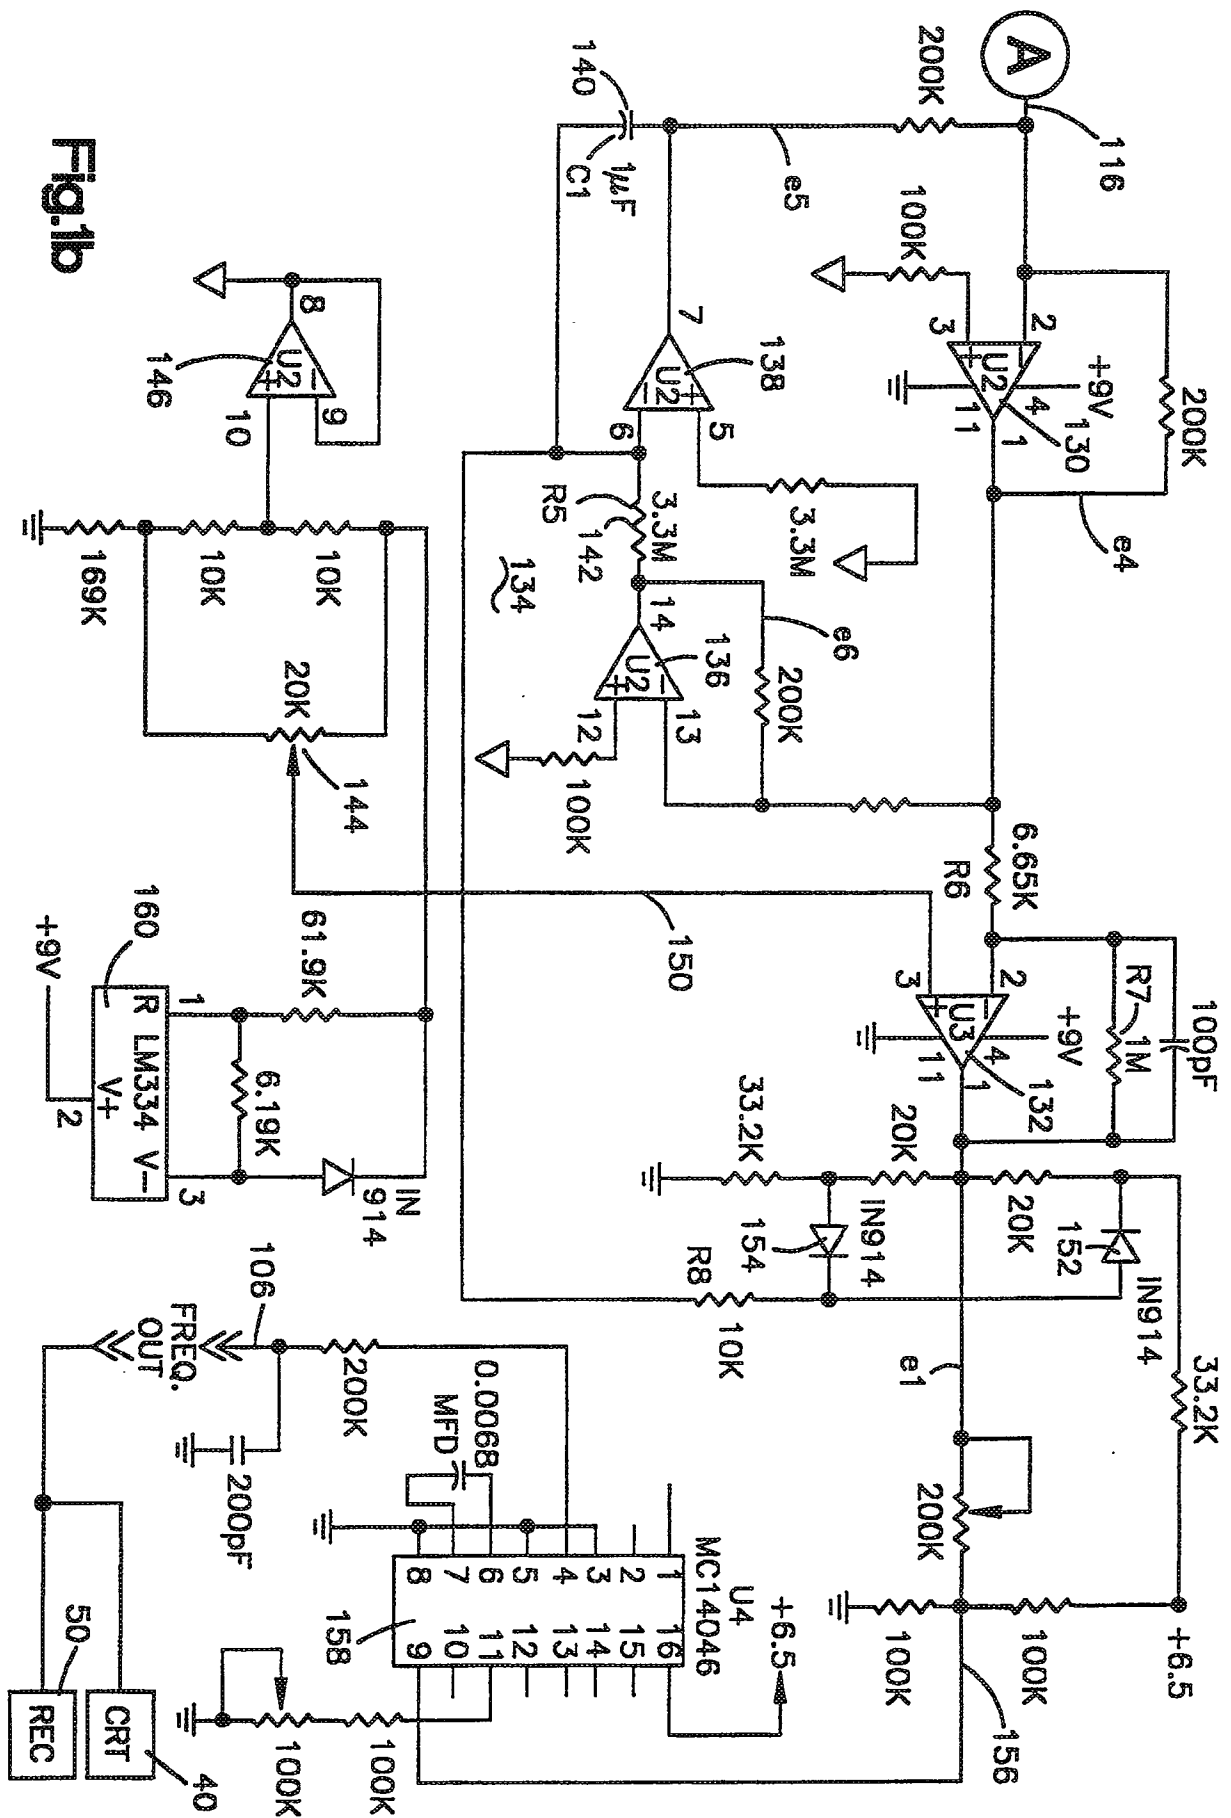 A
116
200K
140
C1
1µF
e5
100K
2
3
U2
+9V
4
11
1
130
200K
e4
7
138
U2
5
6
3.3M
R5
3.3M
142
134
14
136
U2
e6
200K
13
12
100K
6.65K
R6
150
100pF
R7
1M
2
3
U3
+9V
4
11
1
132
20K
33.2K
20K
152
IN914
IN914
154
R8
10K
33.2K
+6.5
e1
200K
100K
100K
156
8
U2
146
9
10
10K
10K
169K
20K
144
61.9K
6.19K
IN
914
160
R LM334 V-
V+
1
2
3
+9V
106
FREQ.
OUT
200K
200pF
0.0068
MFD
U4
MC14046
+6.5
1
2
3
4
5
6
7
8
16
15
14
13
12
11
10
9
158
100K
100K
50
REC
CRT
40
Fig.1b